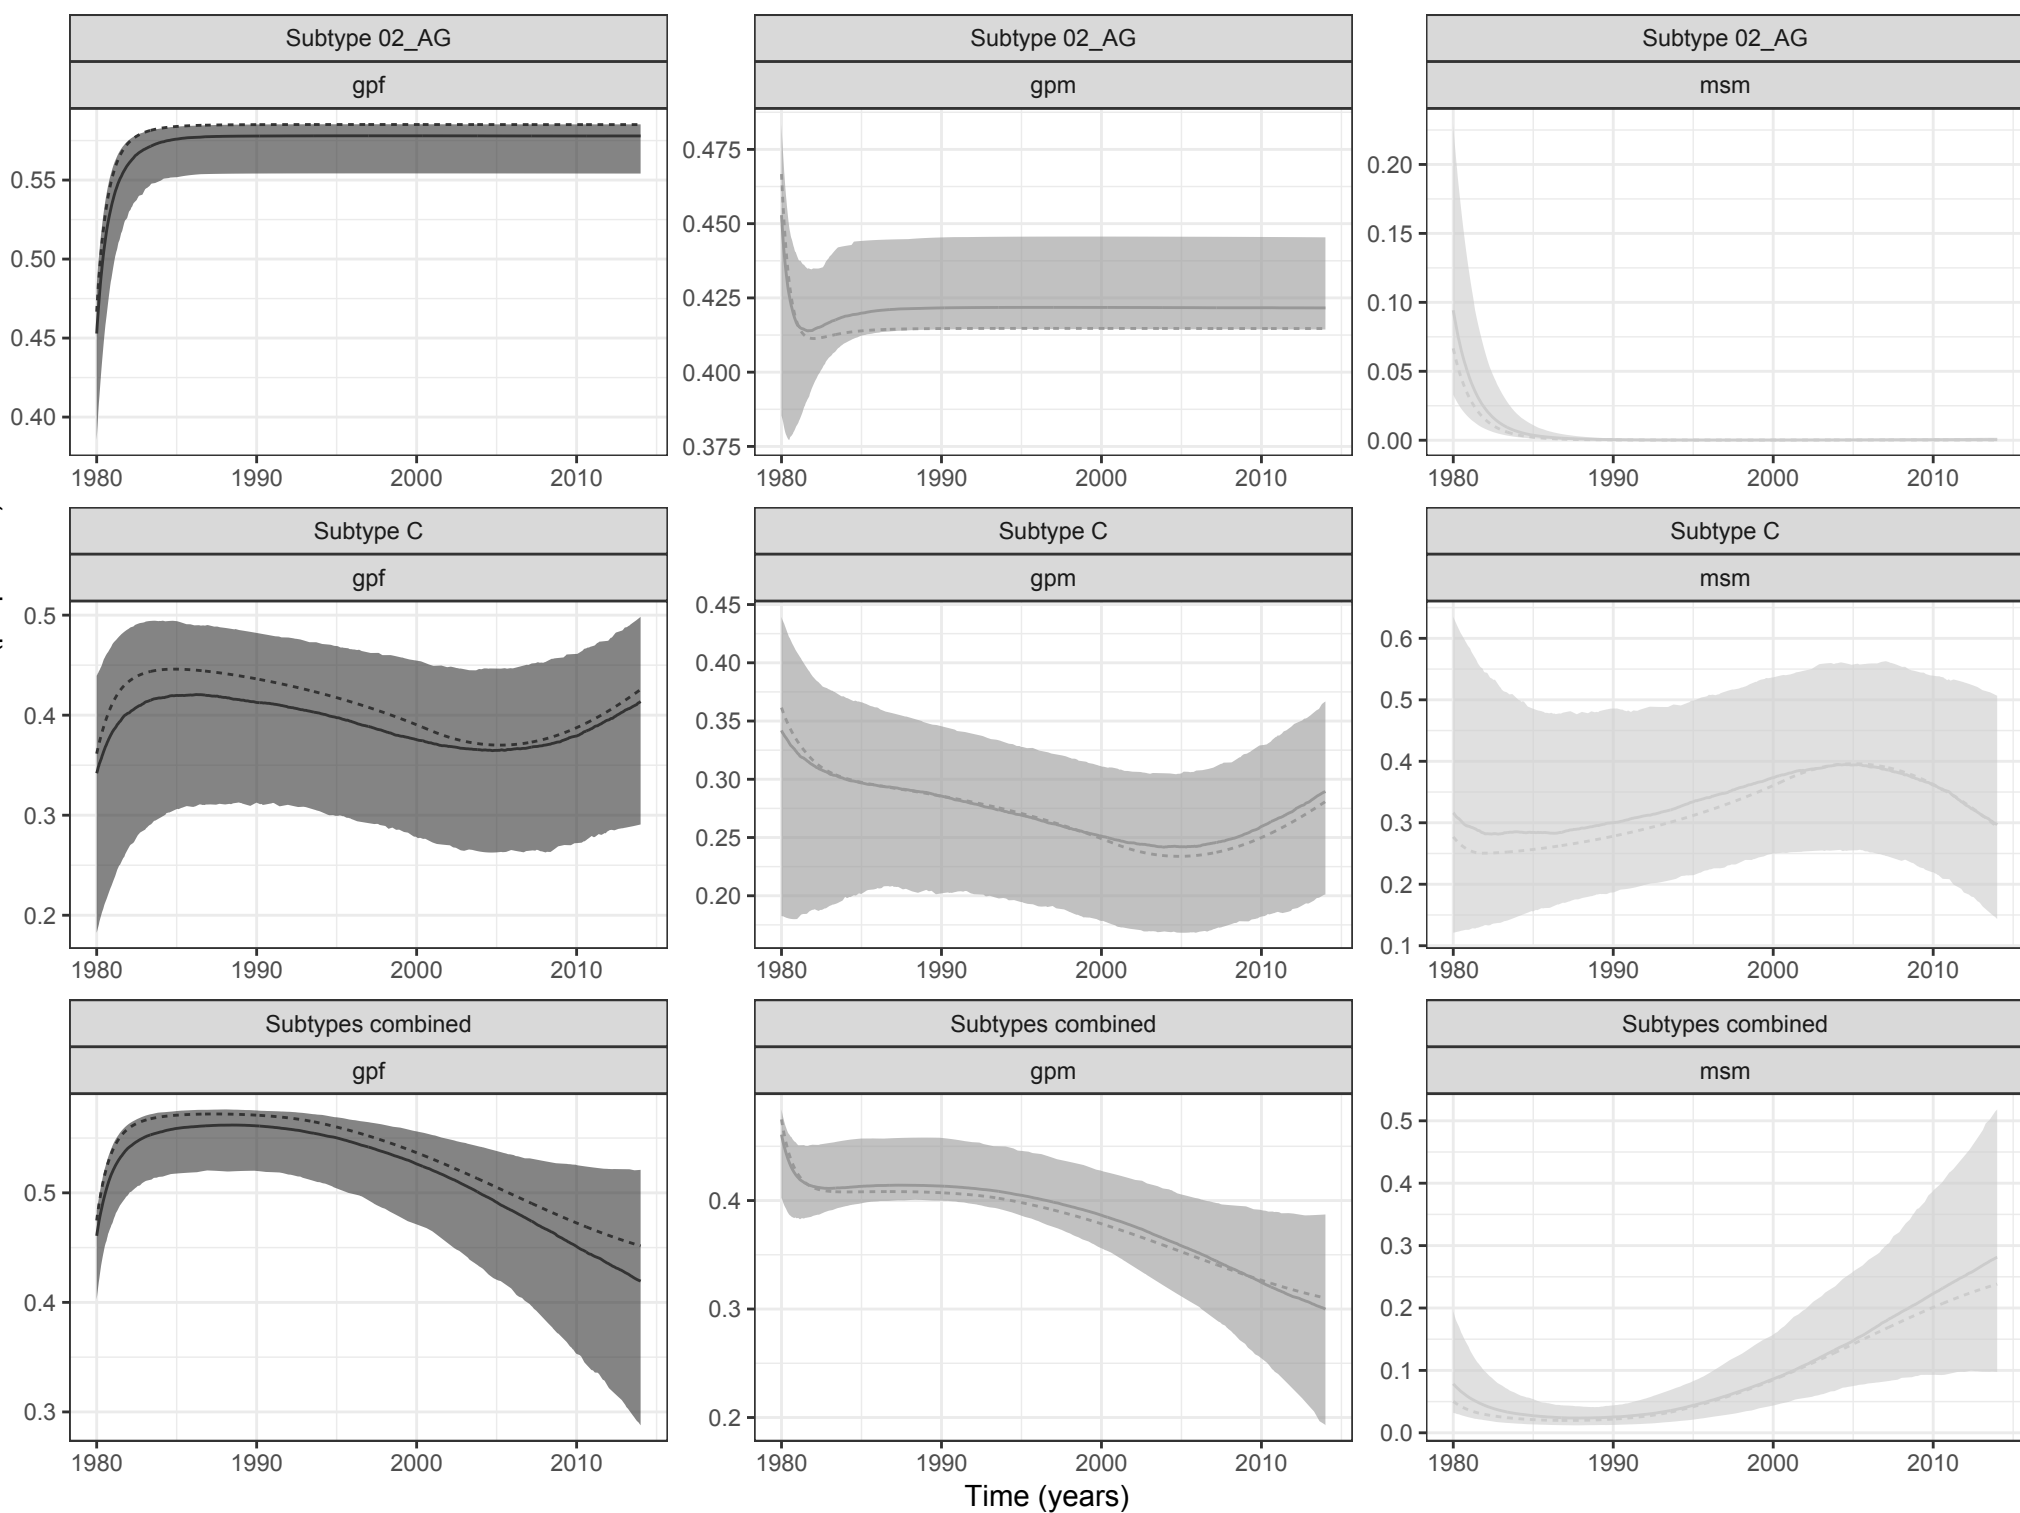 Subtype 02_AG Subtype 02_AG Subtype 02_AG
gpf gpm msm
0.55 0.50 0.45 0.40
0.475 0.450 0.425 0.400 0.375
0.20 0.15 0.10 0.05 0.00
1980 1990 2000 2010 1980 1990 2000 2010 1980 1990 2000 2010
Subtype C Subtype C Subtype C
gpf gpm msm
0.5 0.4 0.3 0.2
0.45 0.40 0.35 0.30 0.25 0.20
0.6 0.5 0.4 0.3 0.2 0.1
1980 1990 2000 2010 1980 1990 2000 2010 1980 1990 2000 2010
Subtypes combined Subtypes combined Subtypes combined
gpf gpm msm
0.5 0.4 0.3
0.4 0.3 0.2
0.5 0.4 0.3 0.2 0.1 0.0
1980 1990 2000 2010 1980 1990 2000 2010 1980 1990 2000 2010
Time (years)